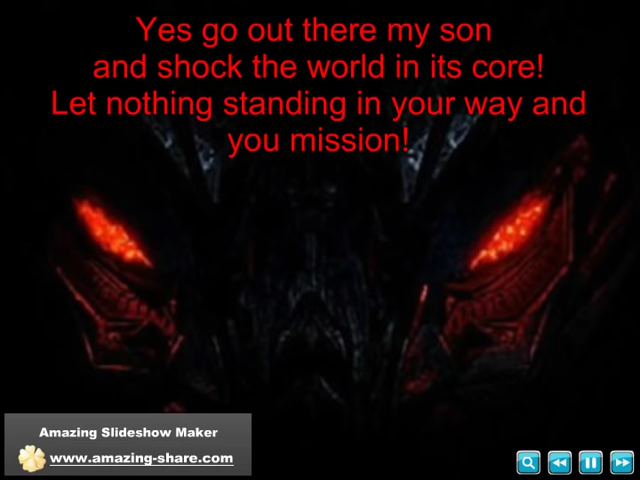 Yes go out there my son
and shock the world in its core!
Let nothing standing in your way and
you mission!
Amazing Slideshow Maker
www.amazing-share.com